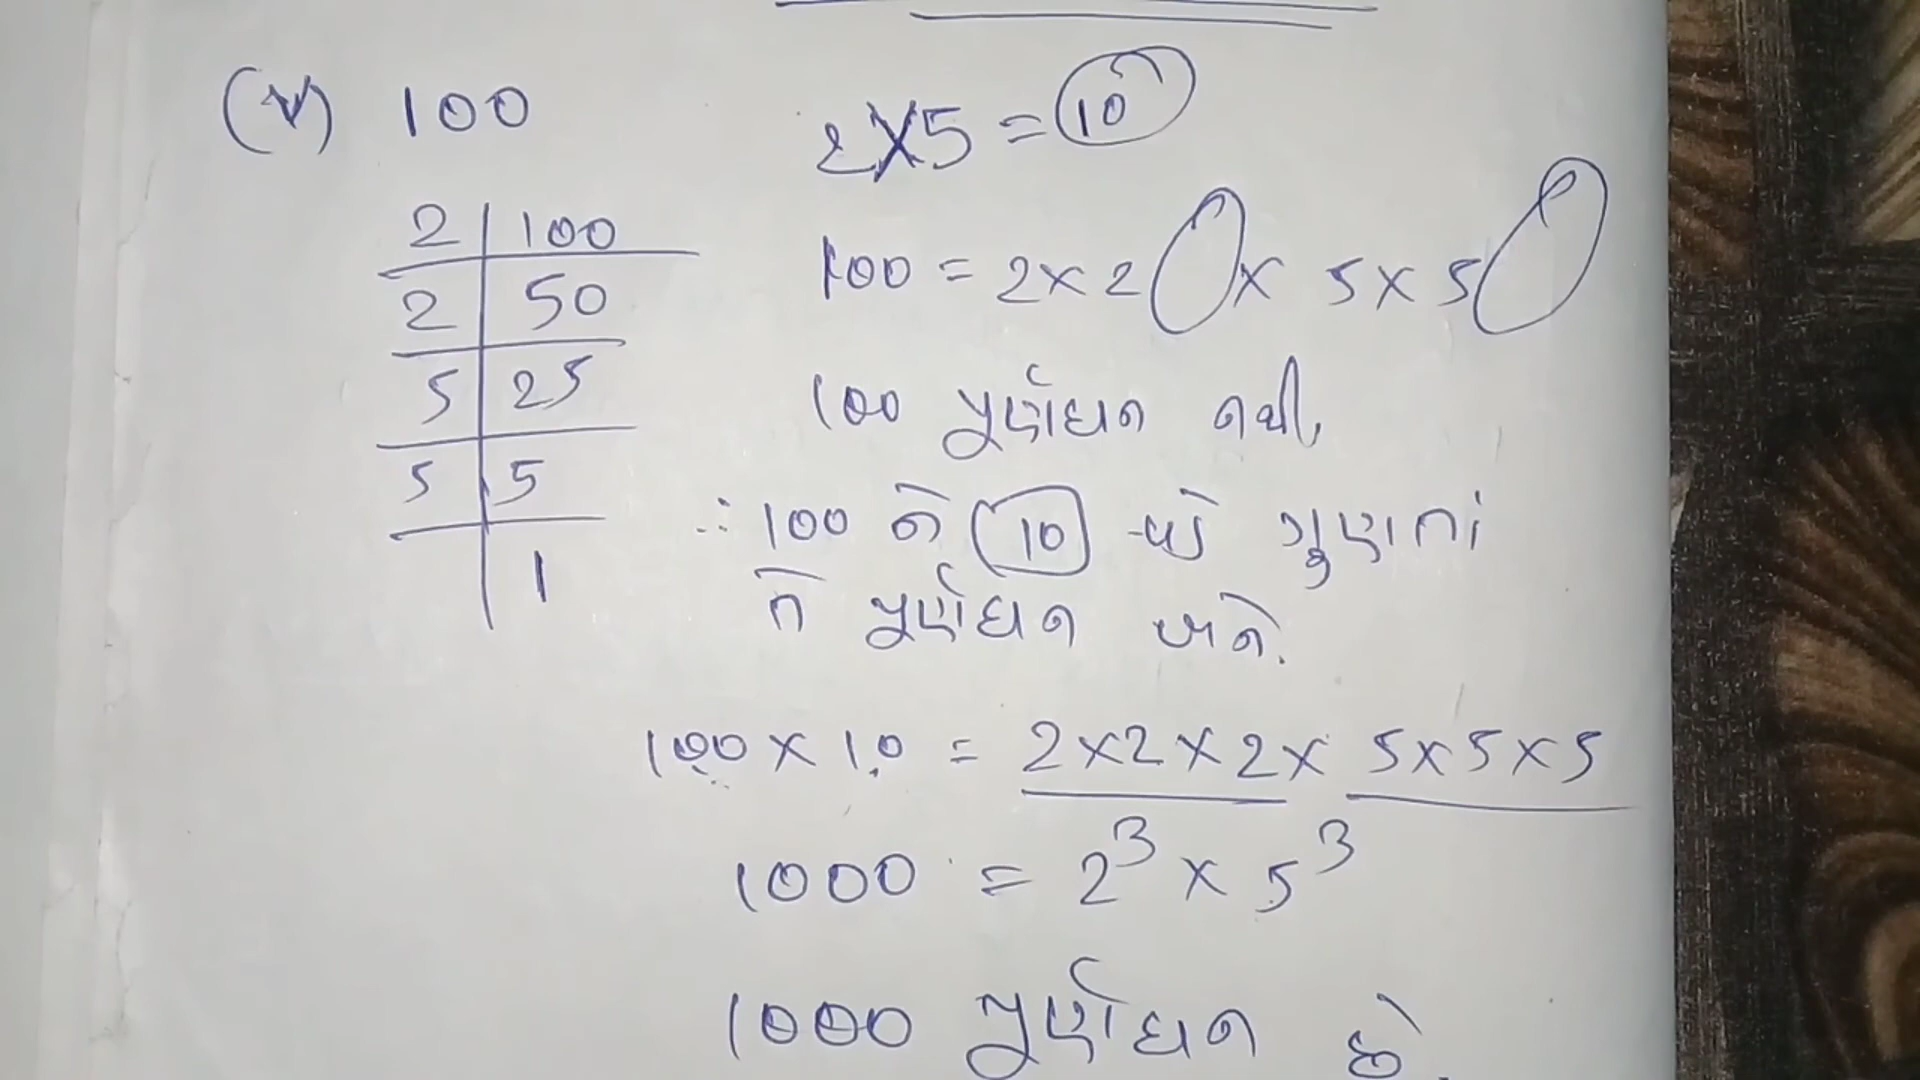 (v) 100
2 | 100
2 | 50
5 | 25
5 | 5
1
2×5 = 10
100 = 2×2 × 5×5
100 પૂર્ણઘન નથી,
∴ 100 ને 10 વડે ગુણતાં
તે પૂર્ણઘન બને.
100 × 10 = 2×2×2× 5×5×5
1000 = 2³ × 5³
1000 પૂર્ણઘન છે.